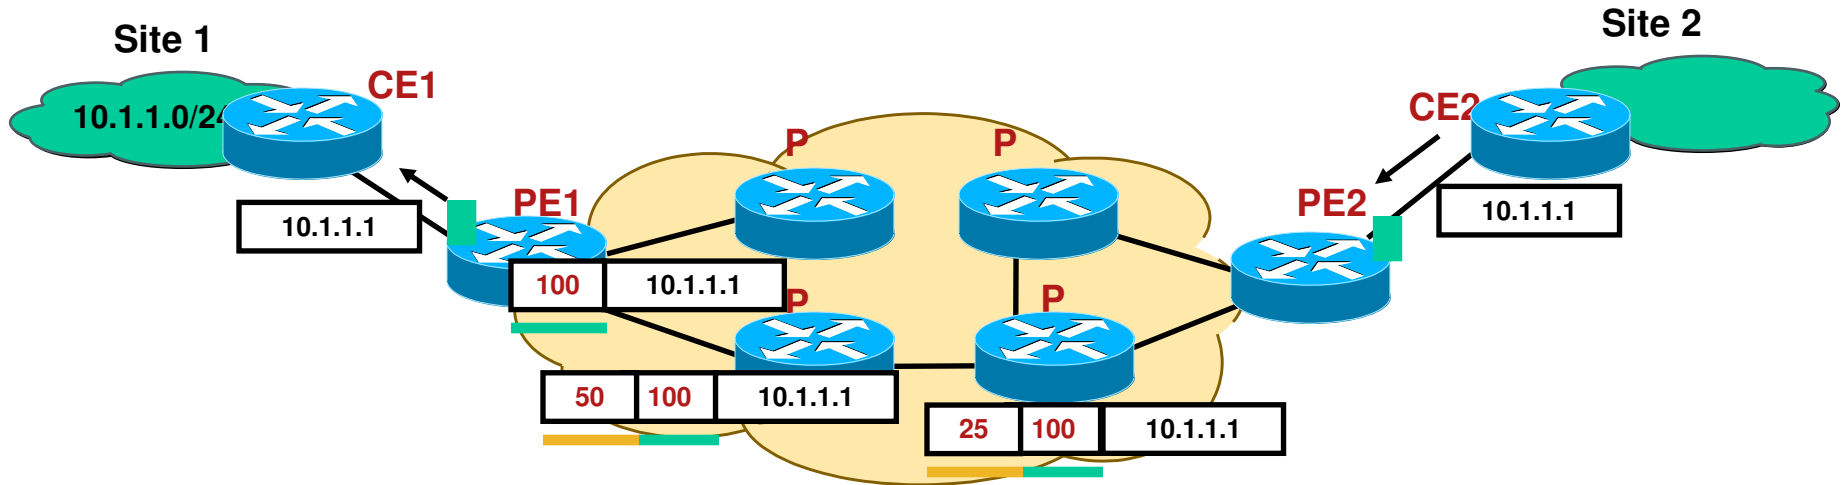 Site 1
Site 2
CE1
CE2
10.1.1.0/24
P
P
PE1
PE2
10.1.1.1
10.1.1.1
100 10.1.1.1
P
P
50 100 10.1.1.1
25 100 10.1.1.1